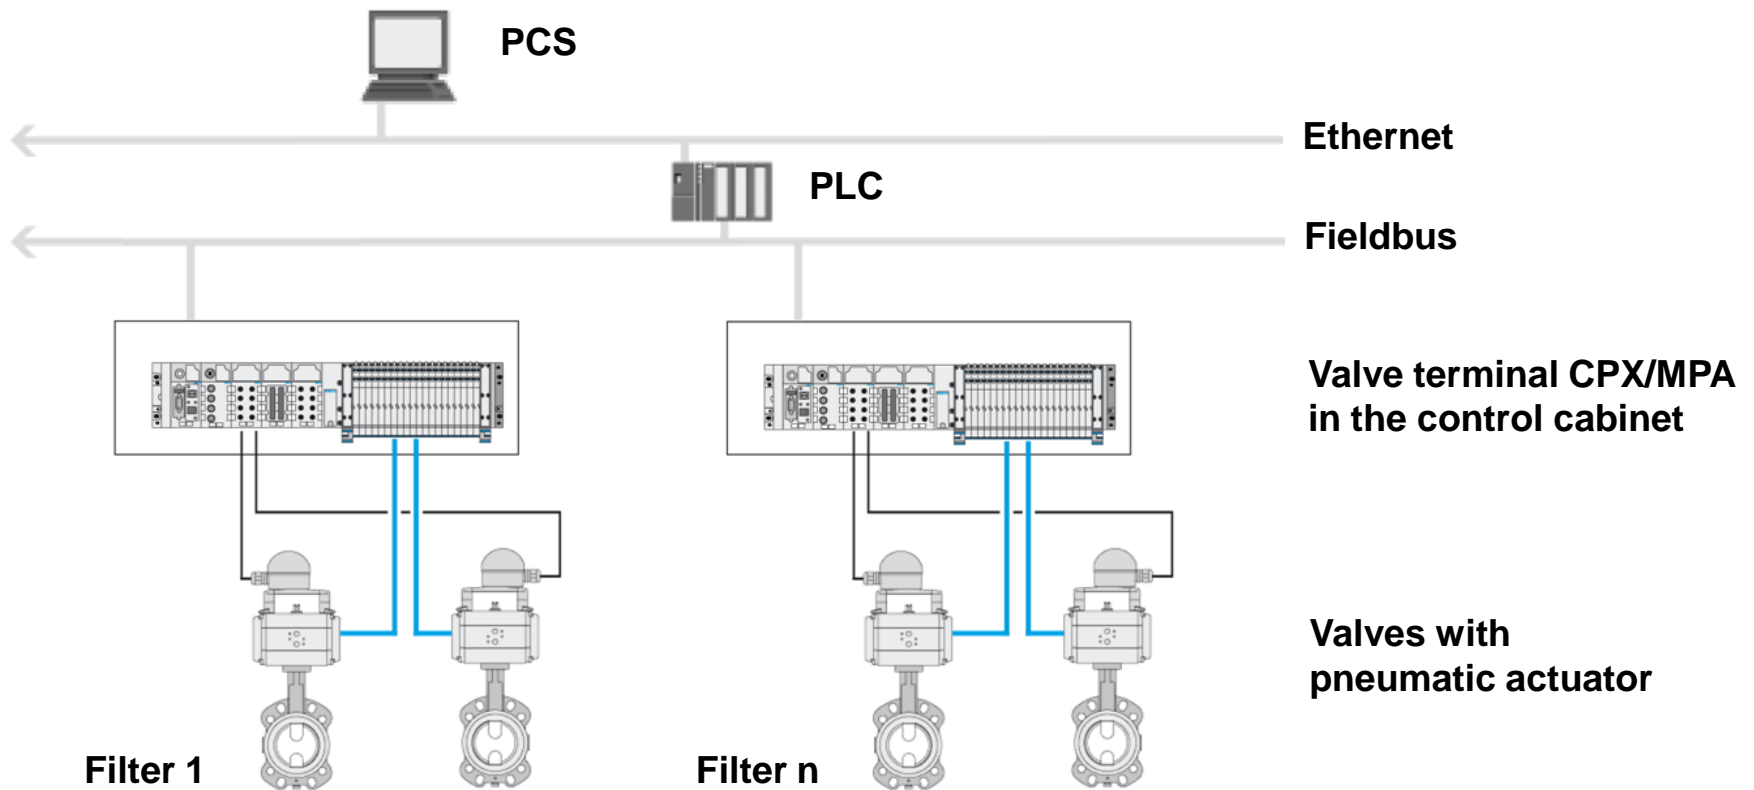 PCS
Ethernet
PLC
Fieldbus
Valve terminal CPX/MPA
in the control cabinet
Valves with
pneumatic actuator
Filter 1
Filter n